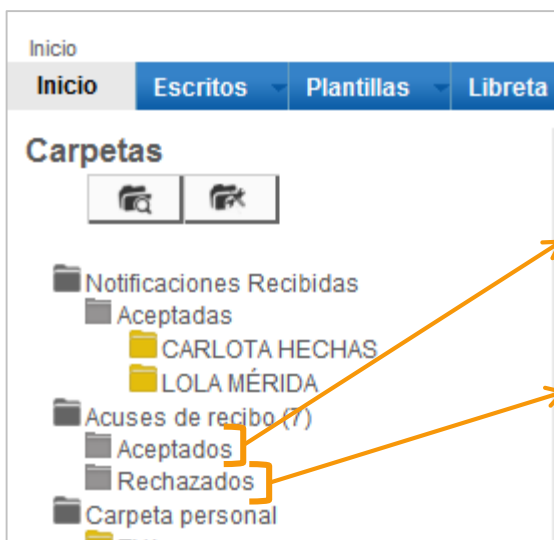 Inicio
Inicio Escritos Plantillas Libreta
Carpetas
Notificaciones Recibidas
Aceptadas
CARLOTA HECHAS
LOLA MÉRIDA
Acuses de recibo (7)
Aceptados
Rechazados
Carpeta personal